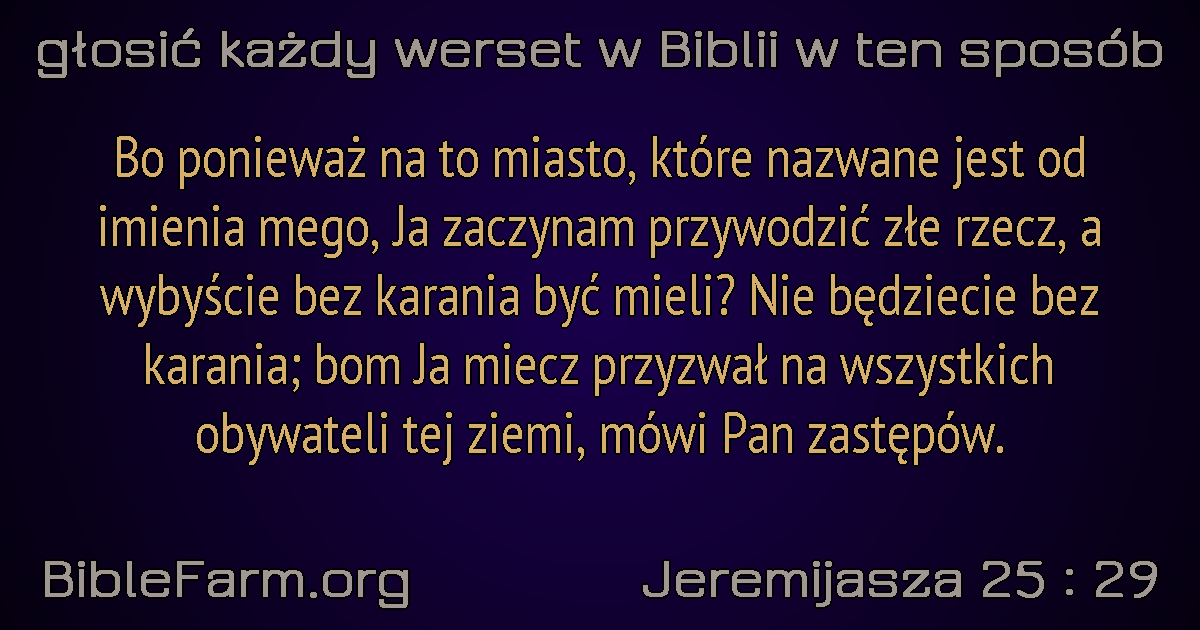 głosić każdy werset w Biblii w ten sposób
Bo ponieważ na to miasto, które nazwane jest od
imienia mego, Ja zaczynam przywodzić złe rzecz, a
wybyście bez karania być mieli? Nie będziecie bez
karania; bom Ja miecz przyzwał na wszystkich
obywateli tej ziemi, mówi Pan zastępów.
BibleFarm.org
Jeremijasza 25 : 29